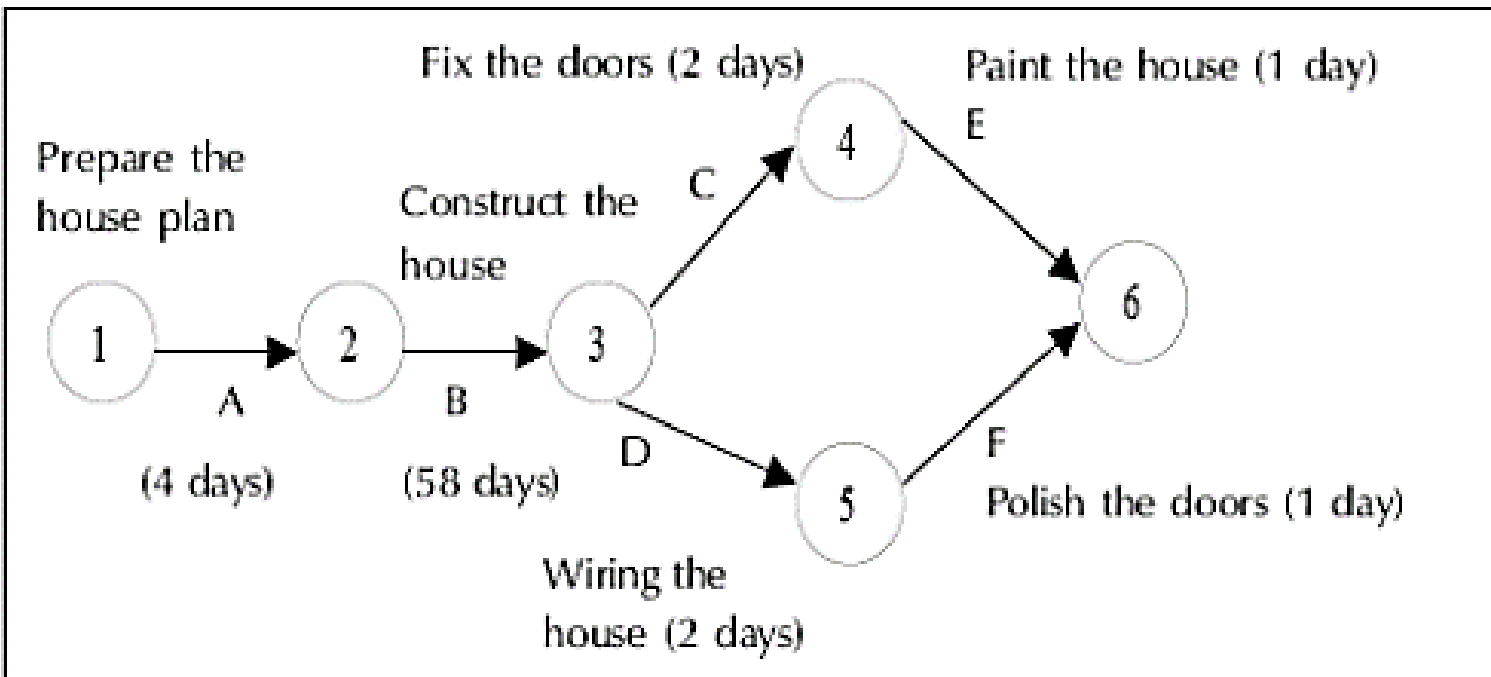 Fix the doors (2 days)
Paint the house (1 day)
E
4
Prepare the
house plan
C
Construct the
house
1
2
3
6
A
B
D
F
(4 days)
(58 days)
5
Polish the doors (1 day)
Wiring the
house (2 days)